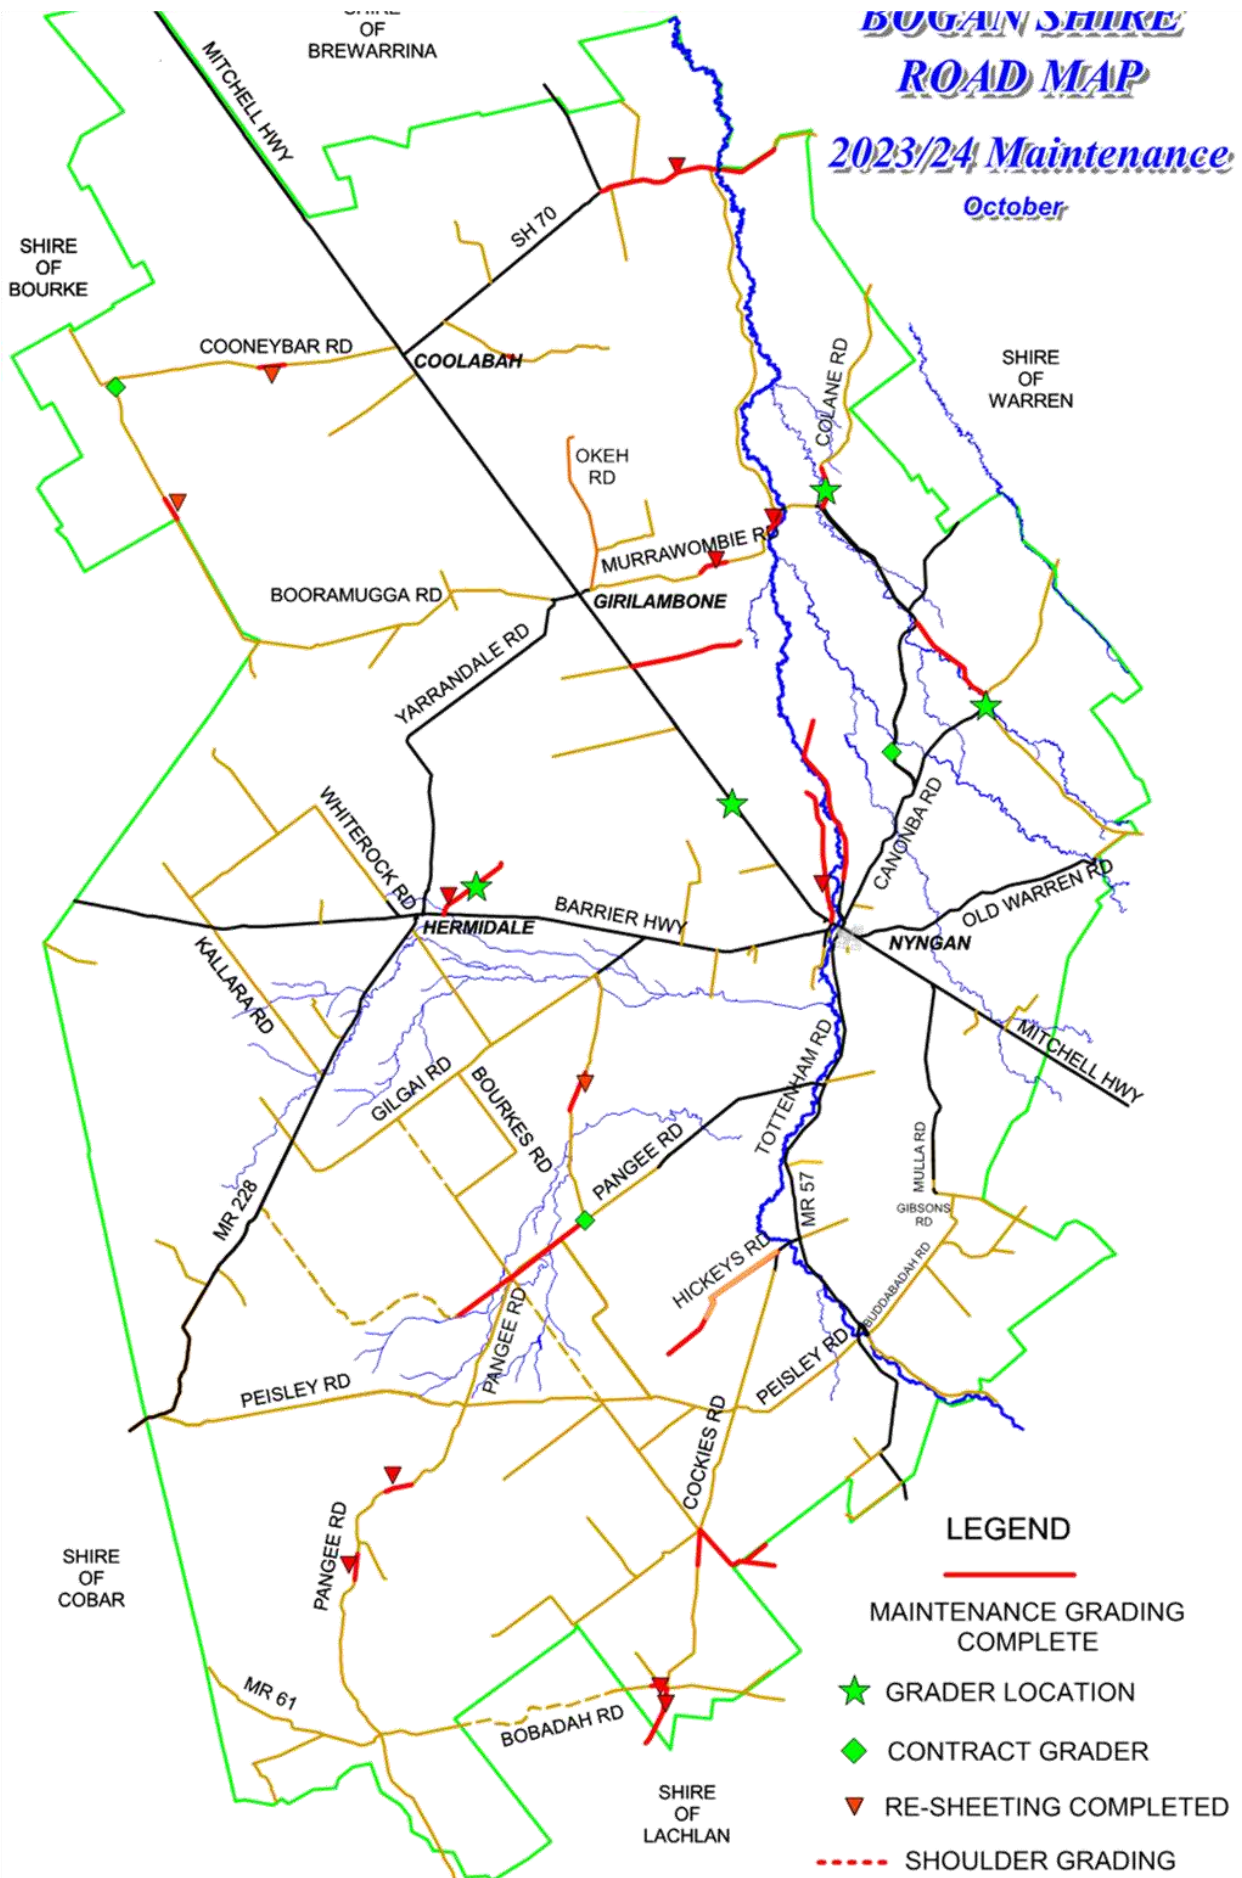 SHIRE
OF
BREWARRINA
BOGAN SHIRE
ROAD MAP
2023/24 Maintenance
October
MITCHELL HWY
SHIRE
OF
BOURKE
SH 70
COONEYBAR RD
COOLABAH
COLANE RD
SHIRE
OF
WARREN
OKEH
RD
MURRAWOMBIE RD
BOORAMUGGA RD
GIRILAMBONE
YARRANDALE RD
WHITEROCK RD
CANONBA RD
BARRIER HWY
OLD WARREN RD
HERMIDALE
NYNGAN
KALLARA RD
MITCHELL HWY
TOTTENHAM RD
GILGAI RD
BOURKES RD
PANGEE RD
MULLA RD
MR 57
MR 228
GIBSONS
RD
HICKEYS RD
BUDDABADAH RD
PANGEE RD
PEISLEY RD
PEISLEY RD
COCKIES RD
PANGEE RD
SHIRE
OF
COBAR
MR 61
BOBADAH RD
SHIRE
OF
LACHLAN
LEGEND
MAINTENANCE GRADING
COMPLETE
GRADER LOCATION
CONTRACT GRADER
RE-SHEETING COMPLETED
SHOULDER GRADING